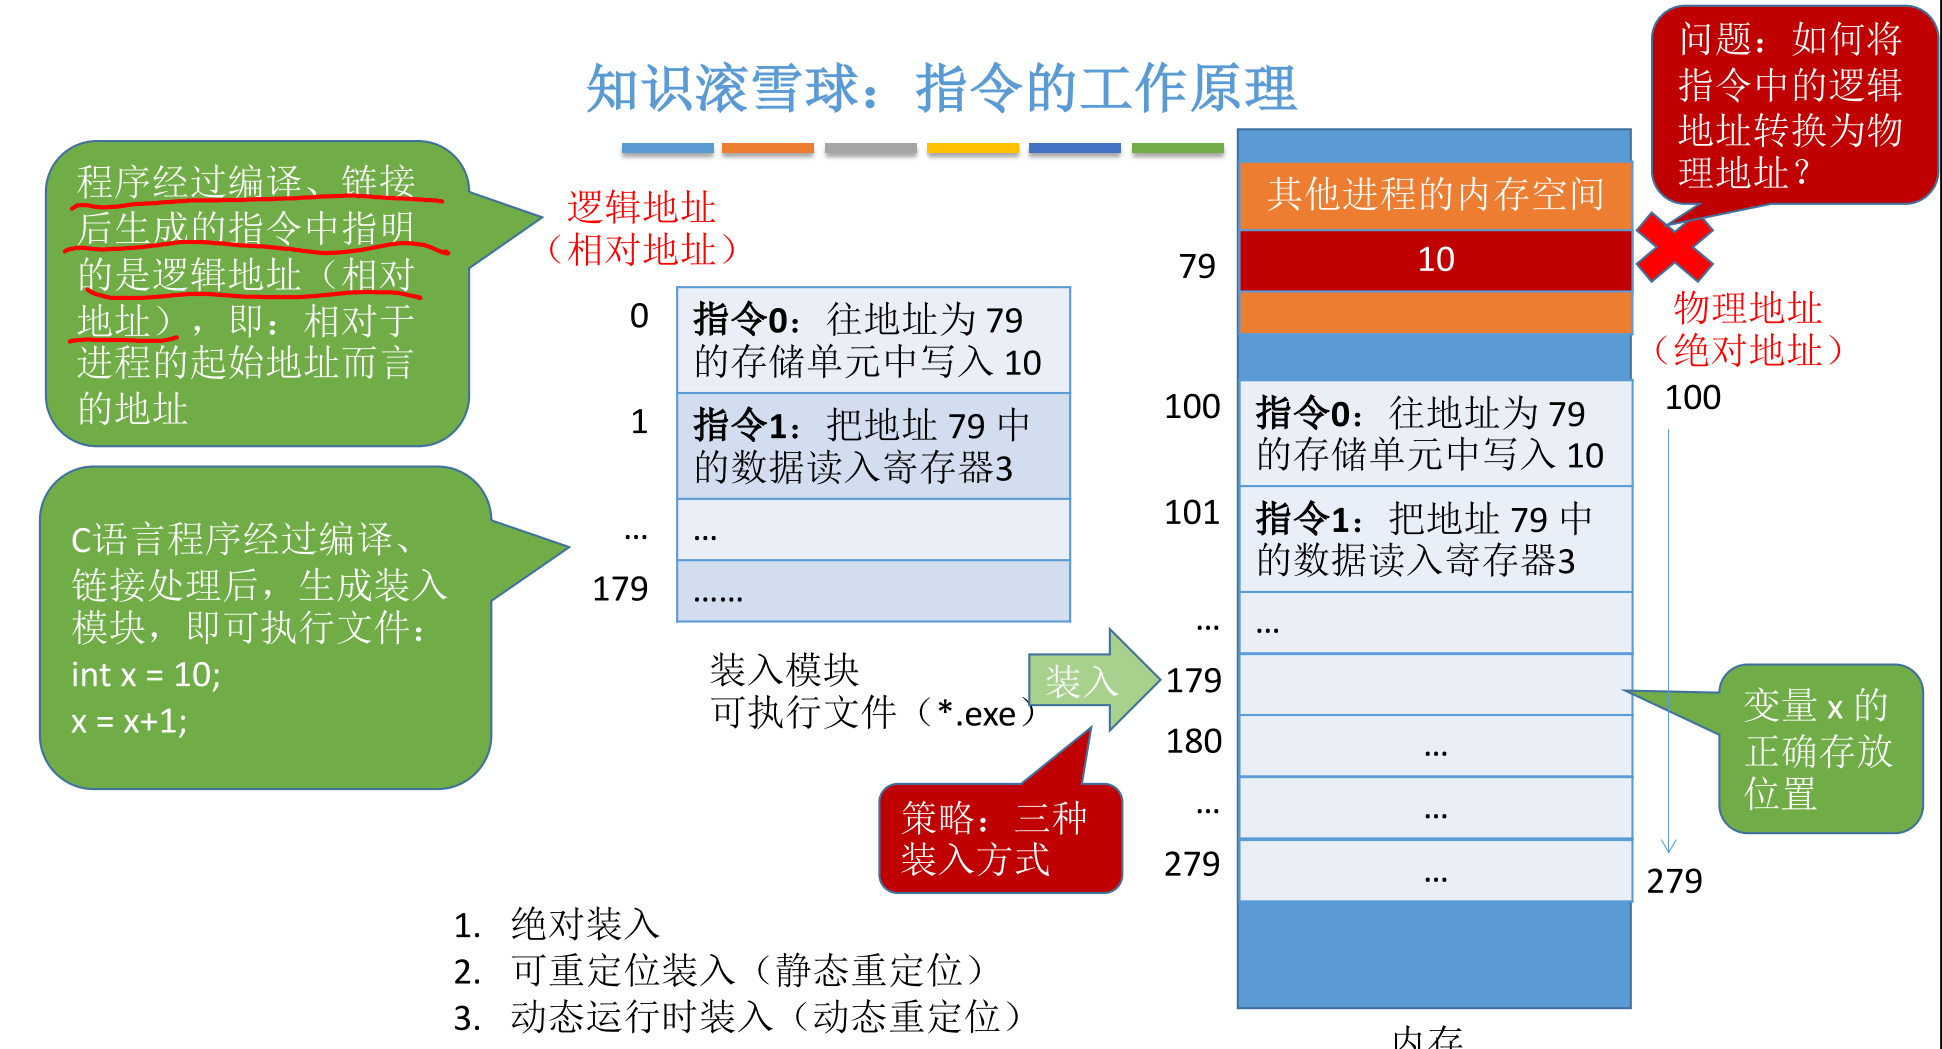 知识滚雪球：指令的工作原理
问题：如何将
指令中的逻辑
地址转换为物
理地址？
程序经过编译、链接
后生成的指令中指明
的是逻辑地址（相对
地址），即：相对于
进程的起始地址而言
的地址
逻辑地址
（相对地址）
0
指令0：往地址为 79
的存储单元中写入 10
1
指令1：把地址 79 中
的数据读入寄存器3
...
...
179
......
C语言程序经过编译、
链接处理后，生成装入
模块，即可执行文件：
int x = 10;
x = x+1;
装入模块
可执行文件（*.exe）
装入
策略：三种
装入方式
1. 绝对装入
2. 可重定位装入（静态重定位）
3. 动态运行时装入（动态重定位）
其他进程的内存空间
79
10
物理地址
（绝对地址）
100
100
指令0：往地址为 79
的存储单元中写入 10
101
指令1：把地址 79 中
的数据读入寄存器3
...
...
179
变量 x 的
正确存放
位置
180
...
...
...
279
...
279
内存